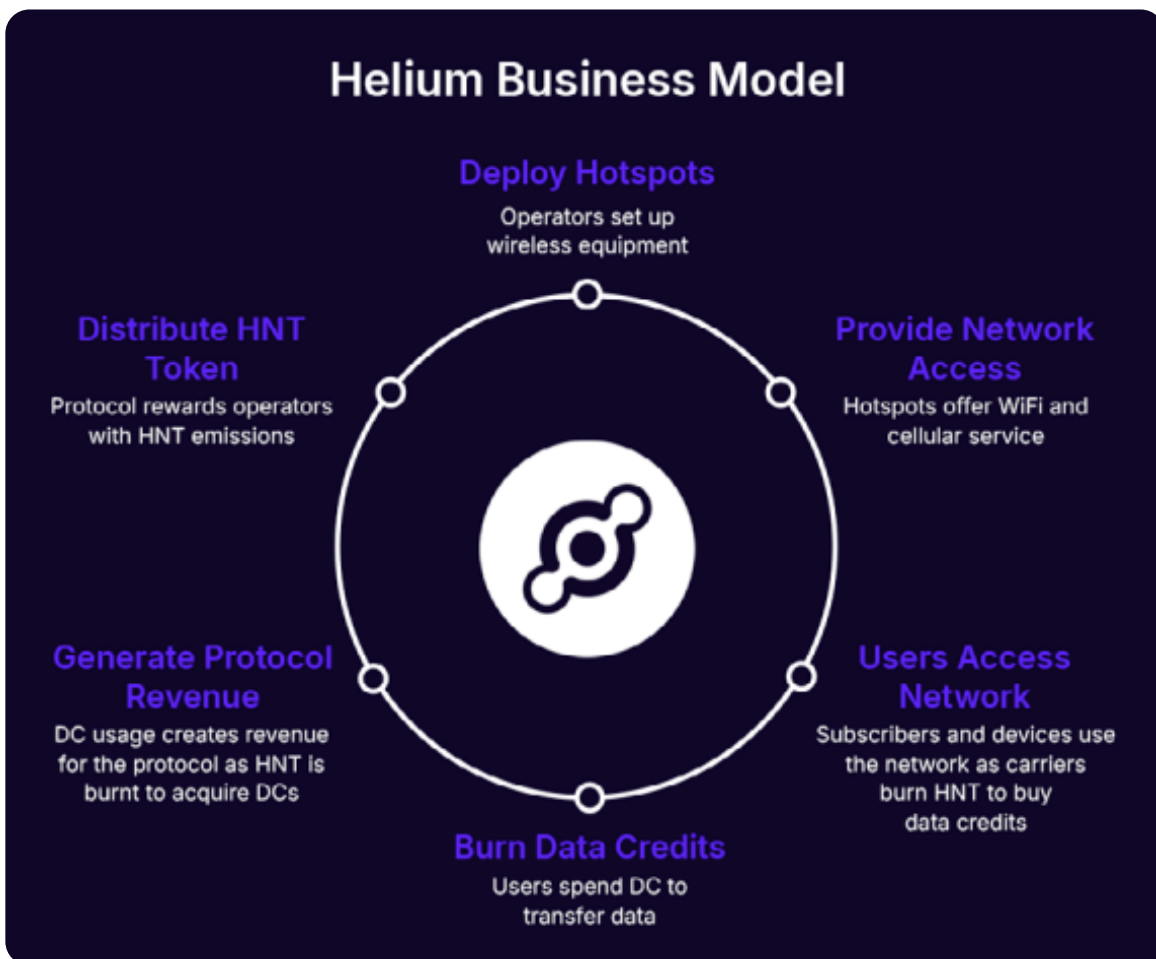 Helium Business Model
Deploy Hotspots
Operators set up
wireless equipment
Provide Network
Access
Hotspots offer WiFi and
cellular service
Users Access
Network
Subscribers and devices use
the network as carriers
burn HNT to buy
data credits
Burn Data Credits
Users spend DC to
transfer data
Generate Protocol
Revenue
DC usage creates revenue
for the protocol as HNT is
burnt to acquire DCs
Distribute HNT
Token
Protocol rewards operators
with HNT emissions